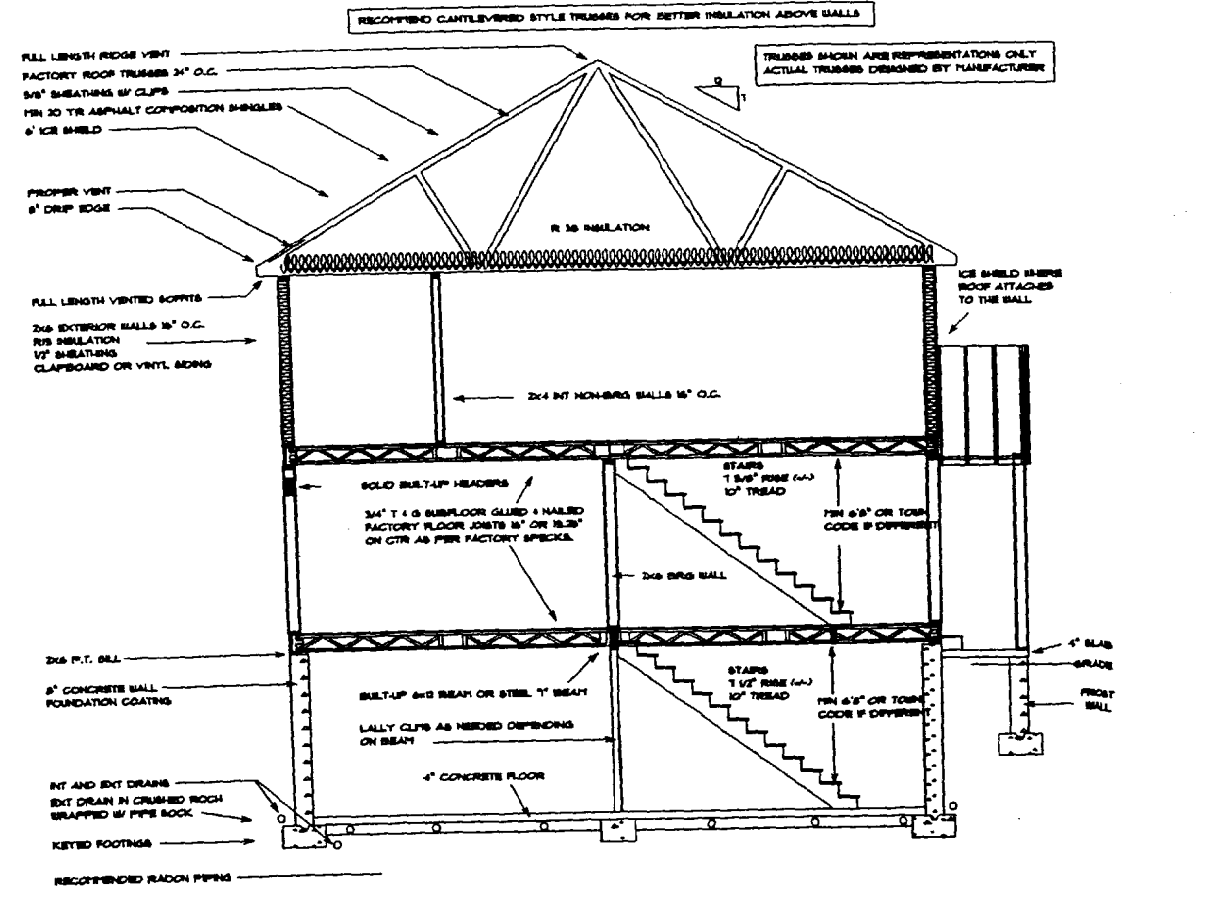 RECOMMEND CANTILEVERED STYLE TRUSSES FOR BETTER INSULATION ABOVE WALLS
TRUSSES SHOWN ARE REPRESENTATIONS ONLY
ACTUAL TRUSSES DESIGNED BY MANUFACTURER
FULL LENGTH RIDGE VENT
FACTORY ROOF TRUSSES 24" O.C.
5/8" SHEATHING W/ CLIPS
MIN 20 YR ASPHALT COMPOSITION SHINGLES
6' ICE SHIELD
PROPER VENT
8" DRIP EDGE
R 38 INSULATION
FULL LENGTH VENTED SOFFITS
ICE SHIELD WHERE
ROOF ATTACHES
TO THE WALL
2x6 EXTERIOR WALLS 16" O.C.
R19 INSULATION
1/2" SHEATHING
CLAPBOARD OR VINYL SIDING
2x4 INT NON-BRG WALLS 16" O.C.
SOLID BUILT-UP HEADERS
3/4" T & G SUBFLOOR GLUED & NAILED
FACTORY FLOOR JOISTS 16" OR 19.25"
ON CTR AS PER FACTORY SPECKS.
STAIRS
7 5/8" RISE (+/-)
10" TREAD
MIN 6'8" OR TOWN
CODE IF DIFFERENT
2x6 BRG WALL
2x6 P.T. SILL
8" CONCRETE WALL
FOUNDATION COATING
BUILT-UP 6x12 BEAM OR STEEL "I" BEAM
LALLY CLMS AS NEEDED DEPENDING
ON BEAM
4" CONCRETE FLOOR
STAIRS
7 1/2" RISE (+/-)
10" TREAD
MIN 6'8" OR TOWN
CODE IF DIFFERENT
4" SLAB
GRADE
FROST
WALL
INT AND EXT DRAINS
EXT DRAIN IN CRUSHED ROCK
WRAPPED W/ PIPE SOCK
KEYED FOOTINGS
RECOMMENDED RADON PIPING